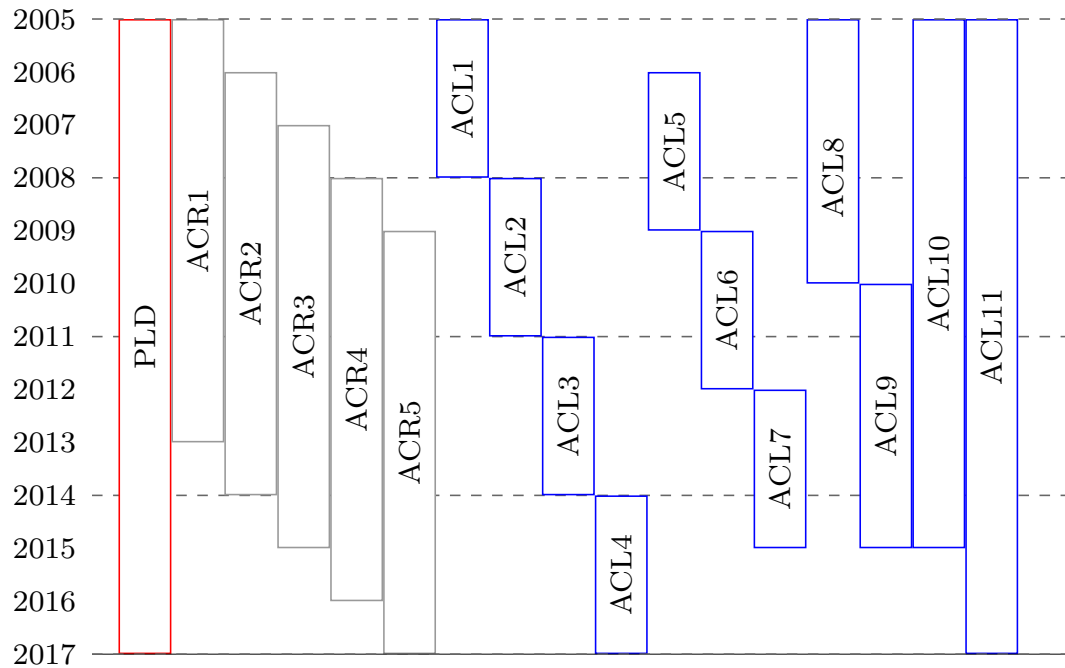 2005
2006
2007
2008
2009
2010
2011
2012
2013
2014
2015
2016
2017
PLD
ACR1
ACR2
ACR3
ACR4
ACR5
ACL1
ACL2
ACL3
ACL4
ACL5
ACL6
ACL7
ACL8
ACL9
ACL10
ACL11